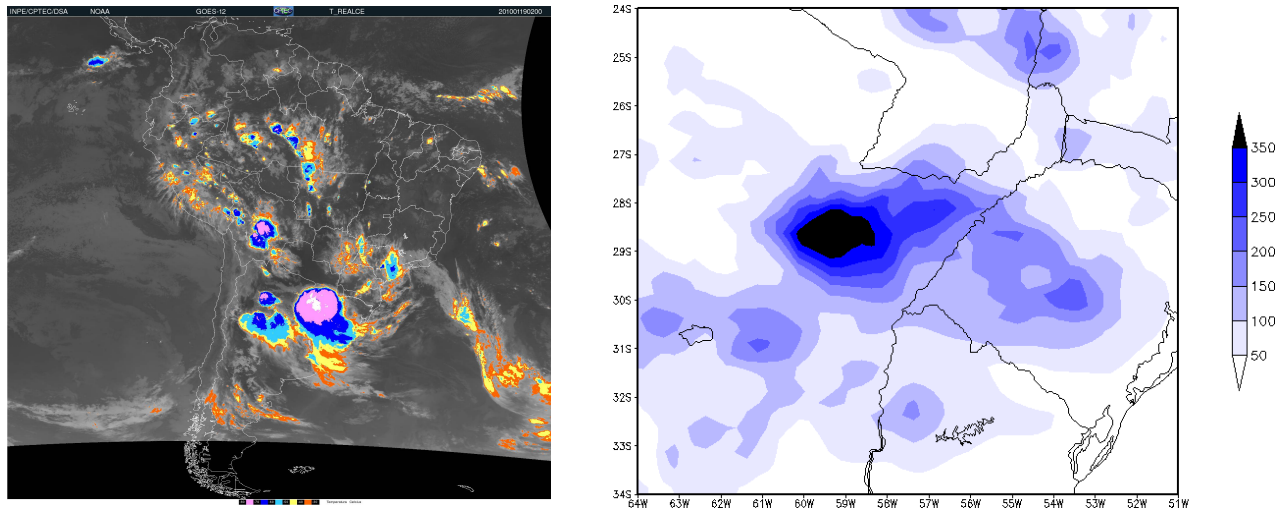 INPE/CPTEC/DSA NOAA GOES-12 T_REALCE 201001190200
24S
25S
26S
27S
28S
29S
30S
31S
32S
33S
34S
64W 63W 62W 61W 60W 59W 58W 57W 56W 55W 54W 53W 52W 51W
350
300
250
200
150
100
50
Temperatura Celsius